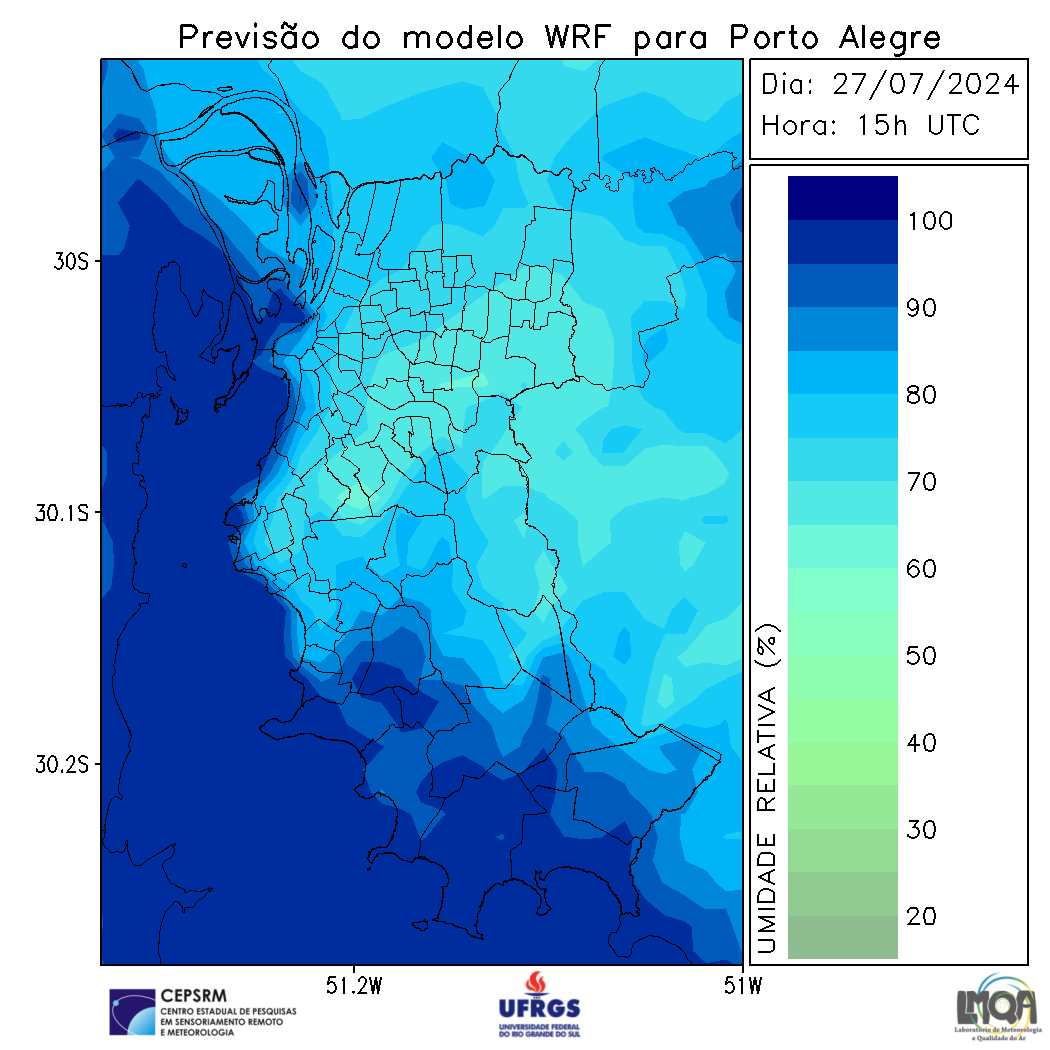 Previsão do modelo WRF para Porto Alegre
Dia: 27/07/2024
Hora: 15h UTC
100
90
80
70
60
50
40
30
20
UMIDADE RELATIVA (%)
30S
30.1S
30.2S
51.2W
51W
CEPSRM
CENTRO ESTADUAL DE PESQUISAS
EM SENSORIAMENTO REMOTO
E METEOROLOGIA
UFRGS
UNIVERSIDADE FEDERAL
DO RIO GRANDE DO SUL
LMQA
Laboratório de Meteorologia
e Qualidade do Ar